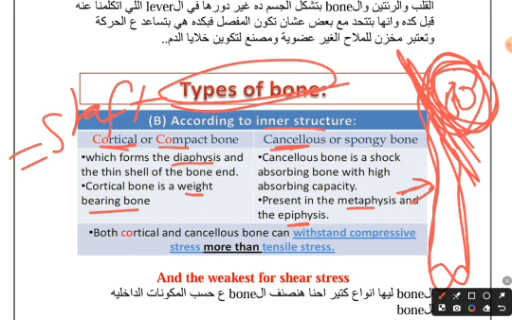 القلب والرئتين والـbone بتشكل الجسم ده غير دورها في الـlever اللي اتكلمنا عنه
قبل كده وانها بتتحد مع بعض عشان تكون المفصل فبكده هي بتساعد ع الحركة
وتعتبر مخزن للملاح الغير عضوية ومصنع لتكوين خلايا الدم..
Types of bone:
= Shaft
(B) According to inner structure:
Cortical or Compact bone
•which forms the diaphysis and
the thin shell of the bone end.
•Cortical bone is a weight
bearing bone
Cancellous or spongy bone
•Cancellous bone is a shock
absorbing bone with high
absorbing capacity.
•Present in the metaphysis and
the epiphysis.
•Both cortical and cancellous bone can withstand compressive
stress more than tensile stress.
And the weakest for shear stress
الـbone ليها انواع كتير احنا هنصنف الـbone ع حسب المكونات الداخليه
bone